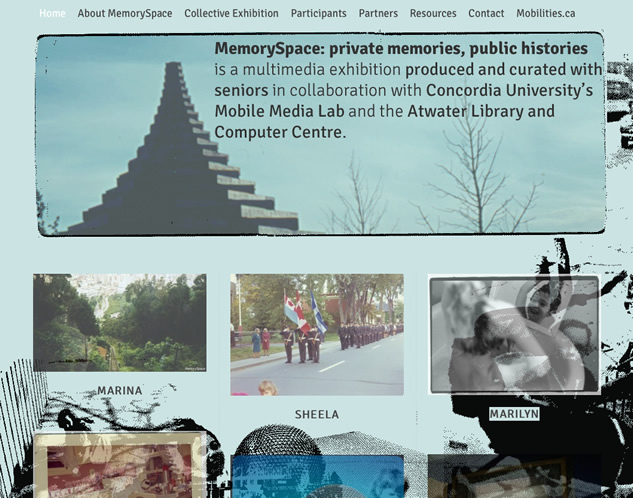 Home About MemorySpace Collective Exhibition Participants Partners Resources Contact Mobilities.ca
MemorySpace: private memories, public histories
is a multimedia exhibition produced and curated with
seniors in collaboration with Concordia University's
Mobile Media Lab and the Atwater Library and
Computer Centre.
MARINA
SHEELA
MARILYN